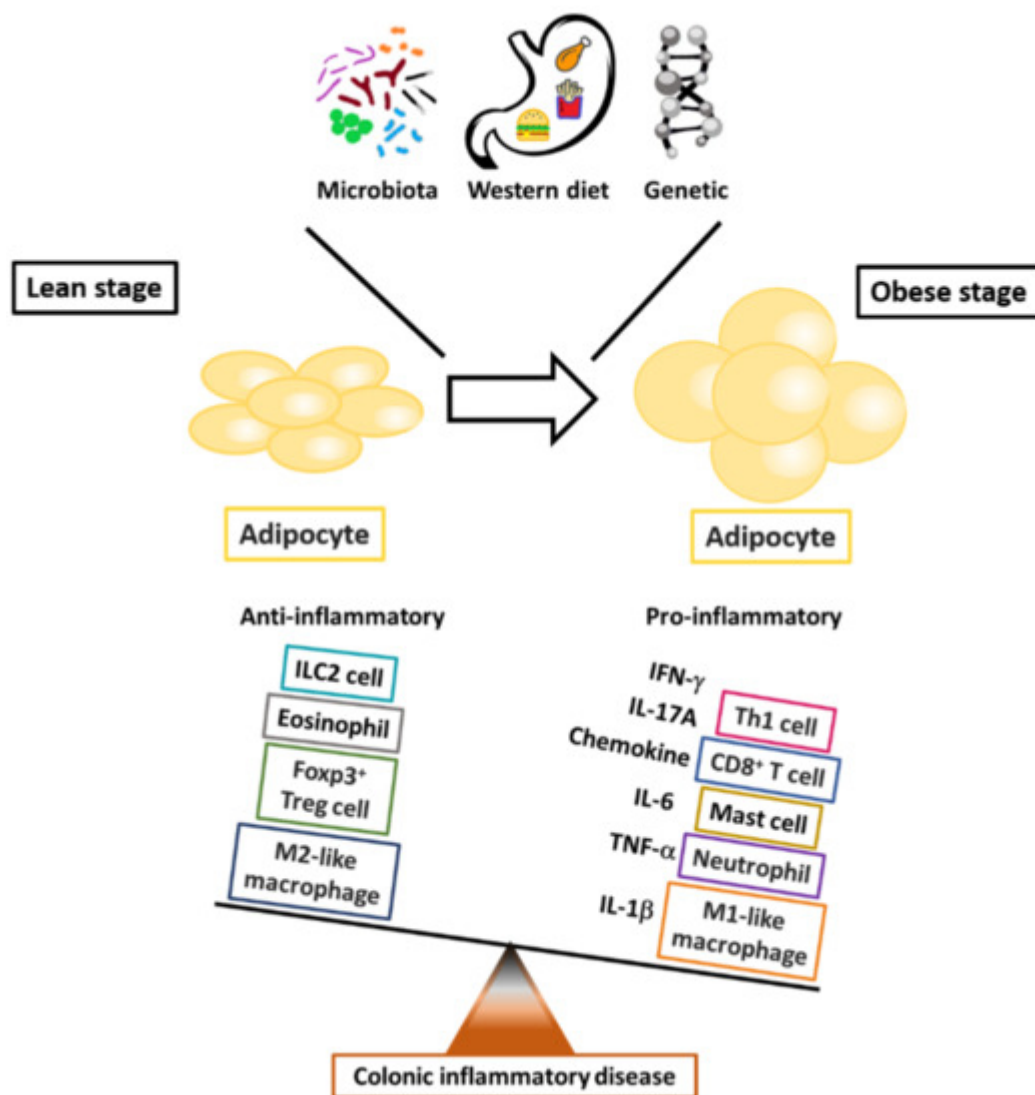 Microbiota Western diet Genetic
Lean stage
Obese stage
Adipocyte
Adipocyte
Anti-inflammatory
ILC2 cell
Eosinophil
Foxp3⁺
Treg cell
M2-like
macrophage
Pro-inflammatory
IFN-γ
IL-17A
Chemokine
IL-6
TNF-α
IL-1β
Th1 cell
CD8⁺ T cell
Mast cell
Neutrophil
M1-like
macrophage
Colonic inflammatory disease